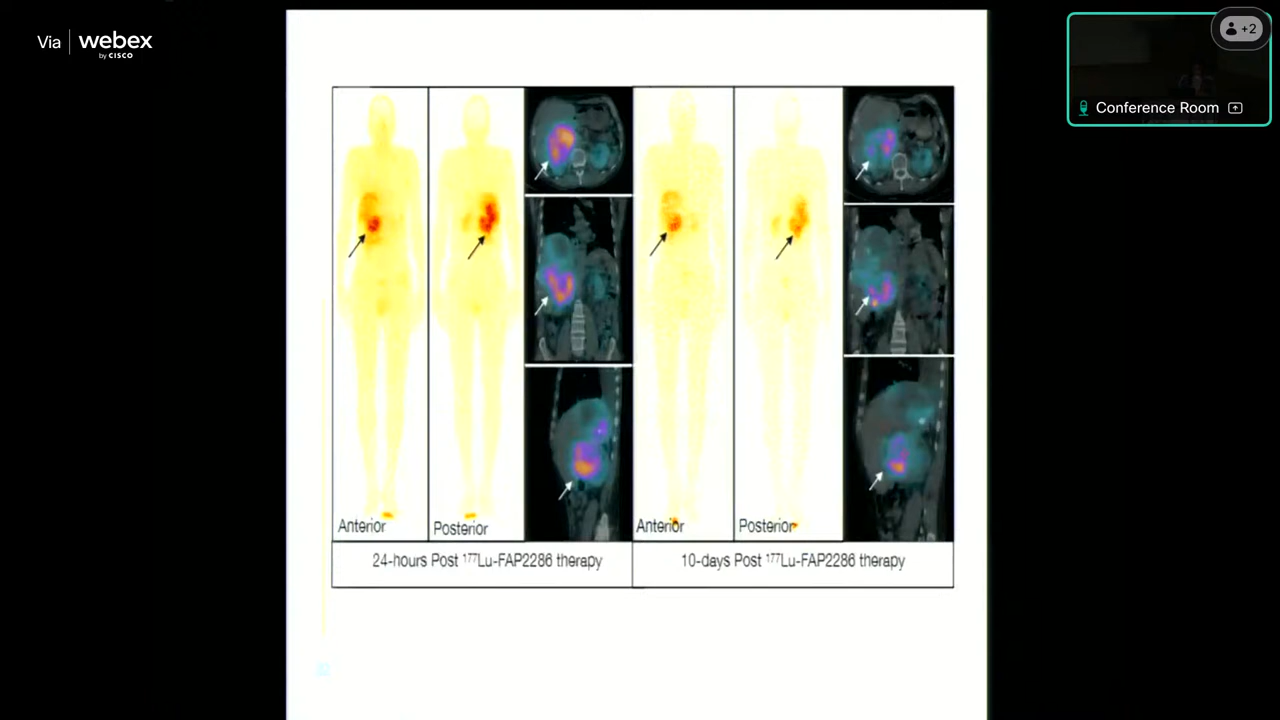 Via webex
by CISCO
+2
Conference Room
Anterior
Posterior
Anterior
Posterior
24-hours Post ¹⁷⁷Lu-FAP2286 therapy
10-days Post ¹⁷⁷Lu-FAP2286 therapy